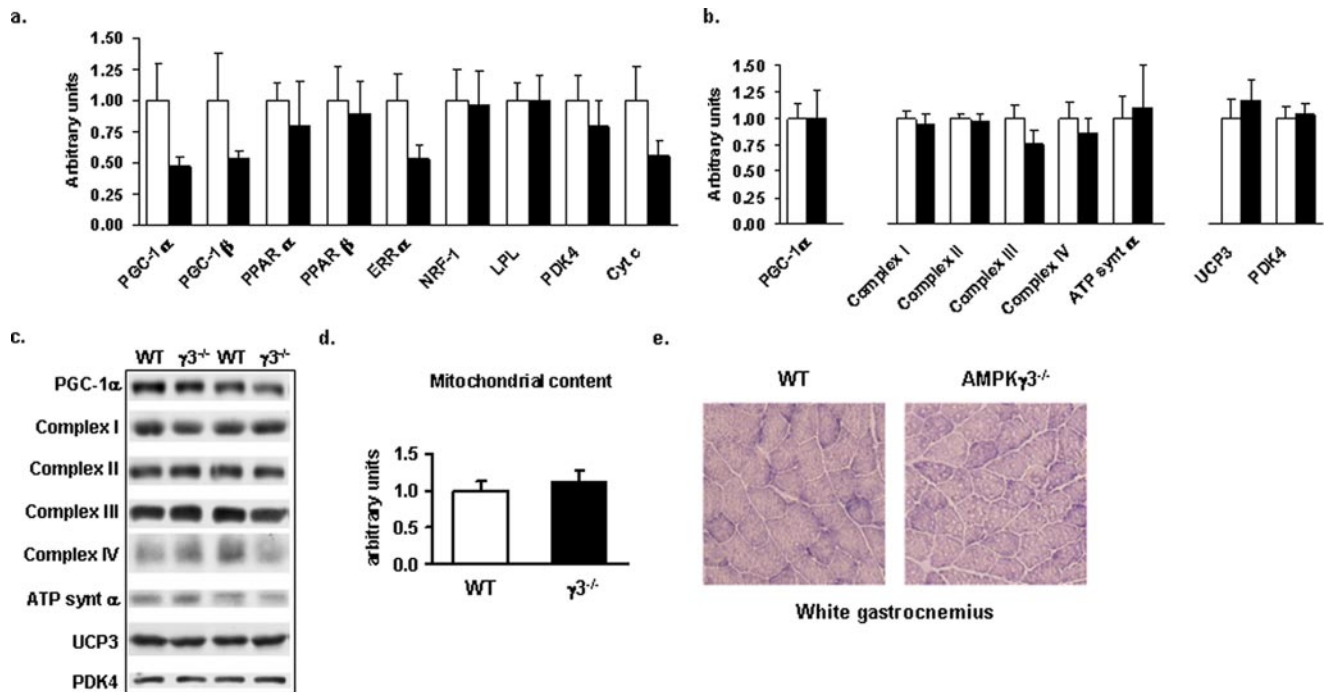 a.
Arbitrary units
1.50
1.25
1.00
0.75
0.50
0.25
0.00
PGC-1α
PGC-1β
PPAR α
PPAR β
ERRα
NRF-1
LPL
PDK4
Cyt c
b.
Arbitrary units
1.50
1.25
1.00
0.75
0.50
0.25
0.00
PGC-1α
Complex I
Complex II
Complex III
Complex IV
ATP synt α
UCP3
PDK4
c.
WT γ3-/- WT γ3-/-
PGC-1α
Complex I
Complex II
Complex III
Complex IV
ATP synt α
UCP3
PDK4
d.
Mitochondrial content
arbitrary units
1.5
1.0
0.5
0.0
WT
γ3-/-
e.
WT
AMPKγ3-/-
White gastrocnemius